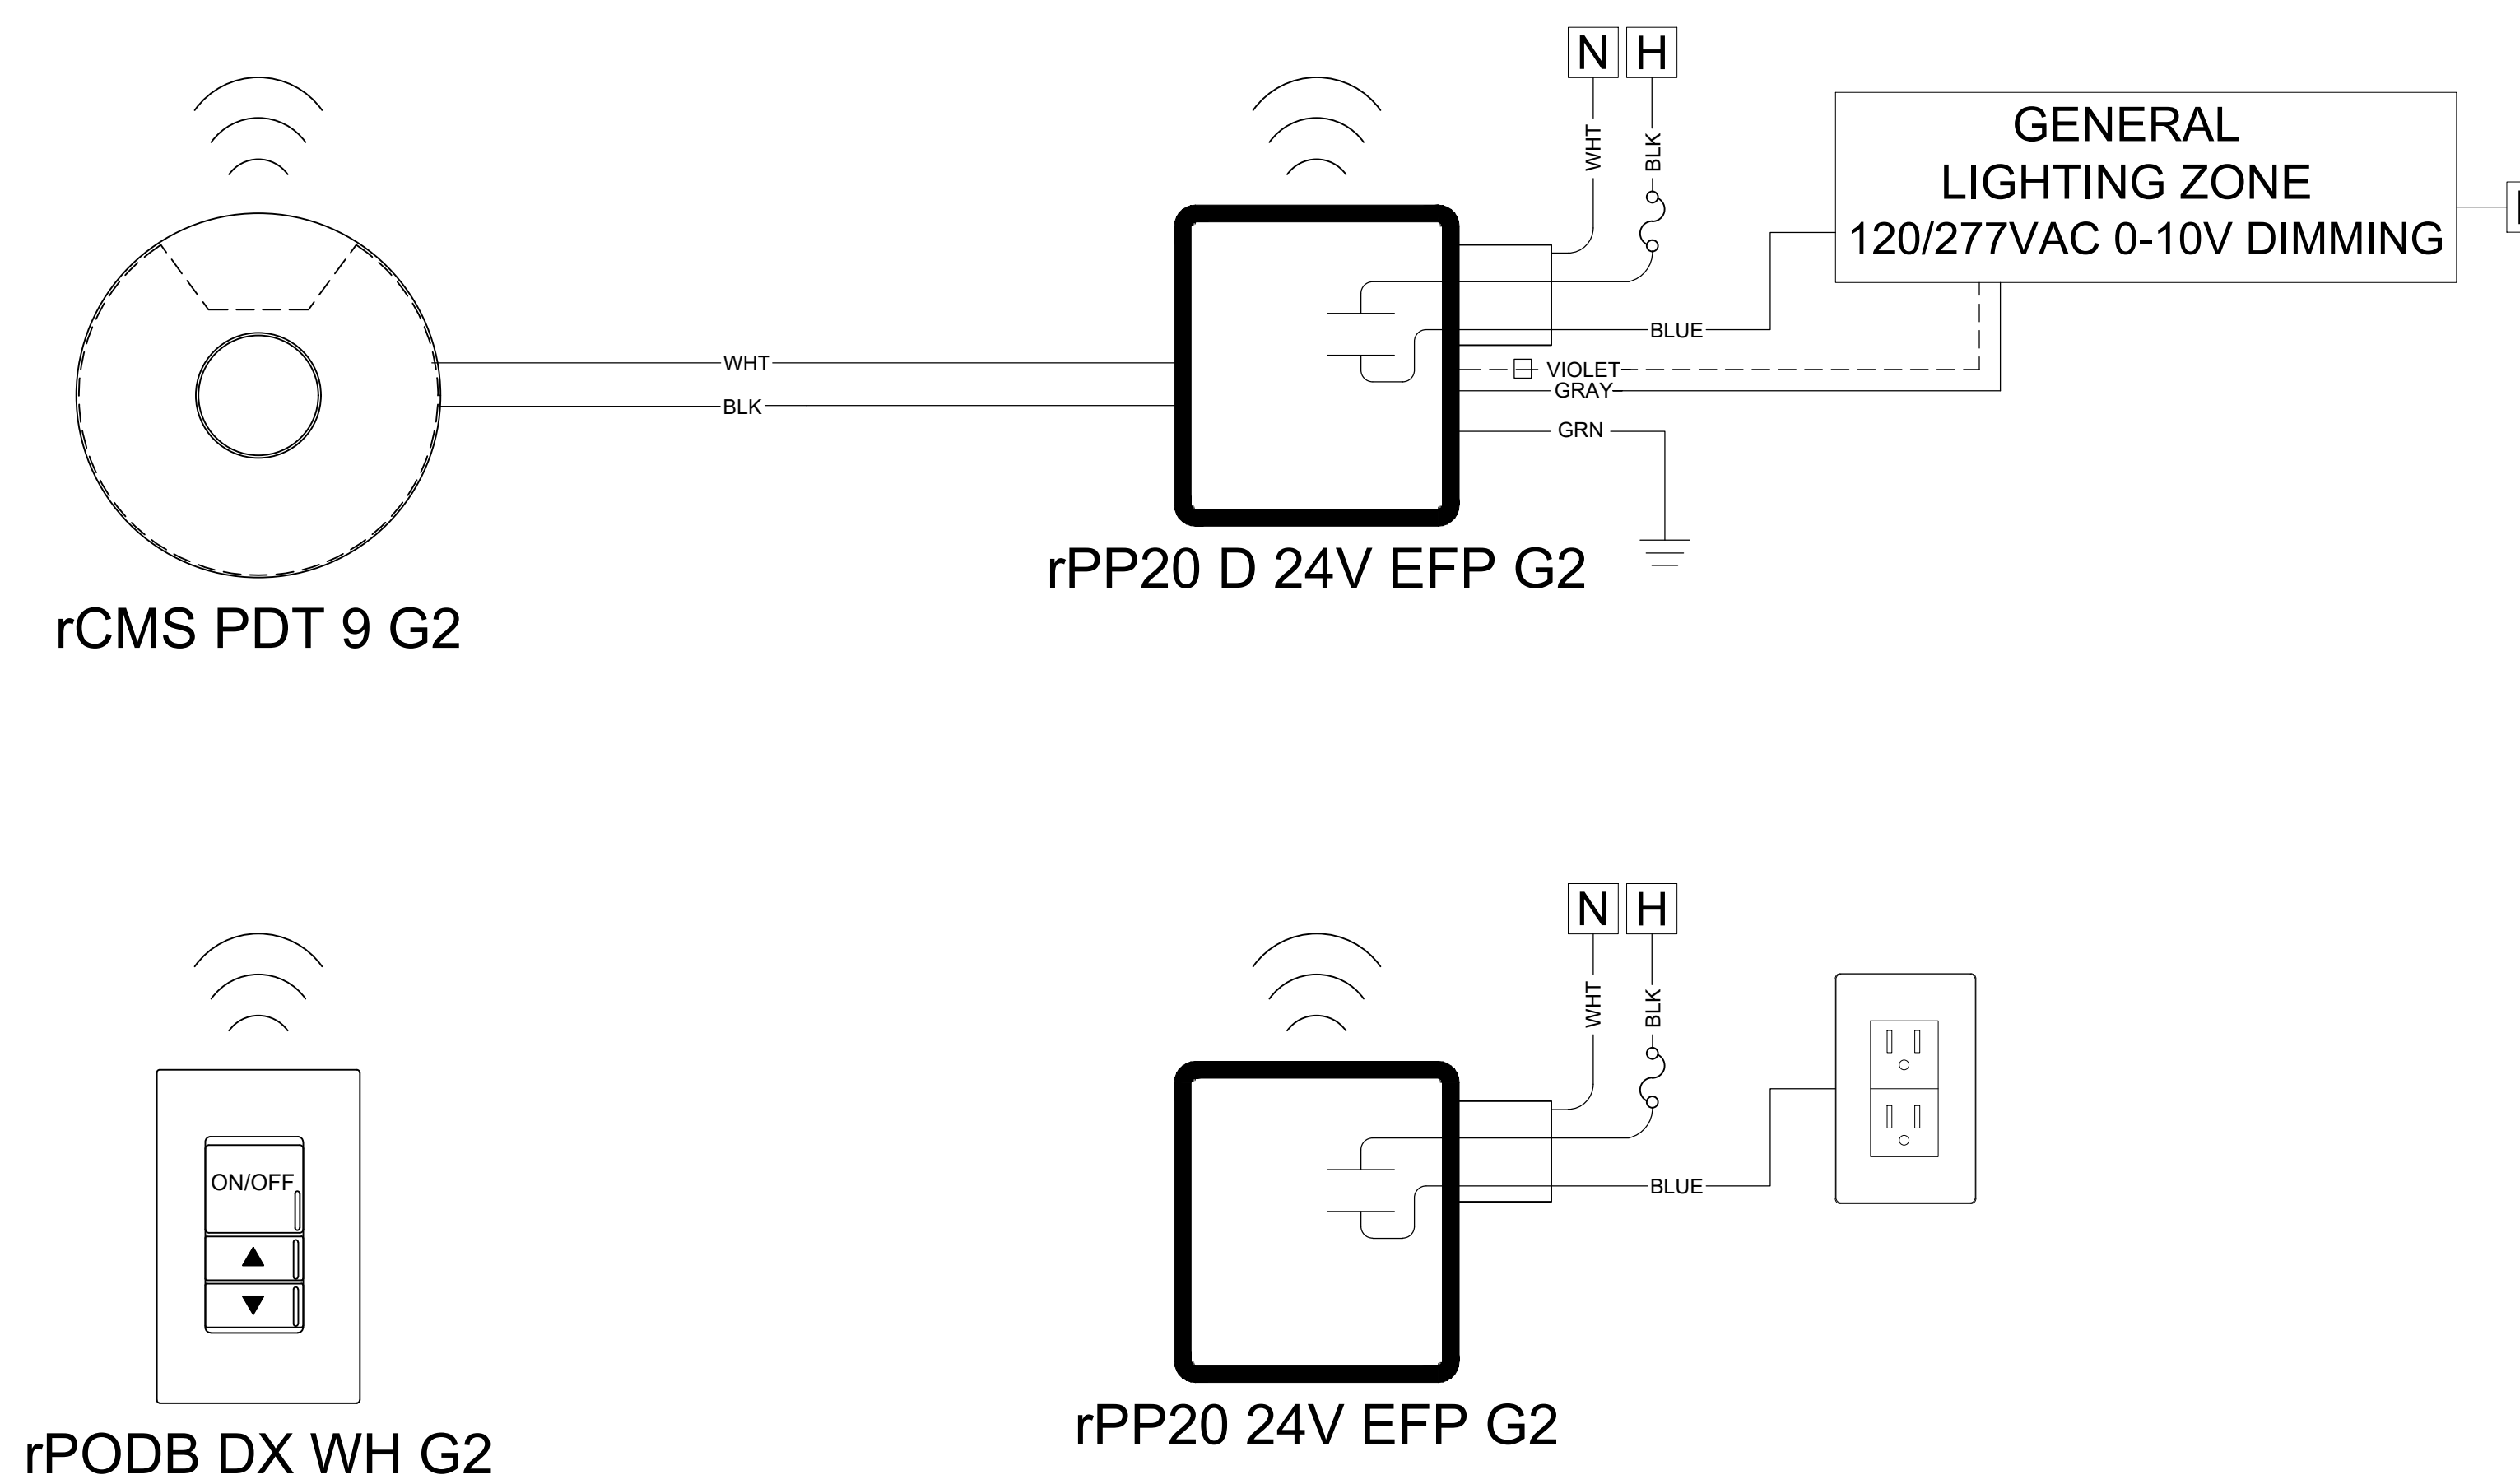 N H
WHT
BLK
GENERAL
LIGHTING ZONE
120/277VAC 0-10V DIMMING
BLUE
WHT
VIOLET
GRAY
BLK
GRN
rPP20 D 24V EFP G2
rCMS PDT 9 G2
N H
WHT
BLK
ON/OFF
BLUE
rPP20 24V EFP G2
rPODB DX WH G2